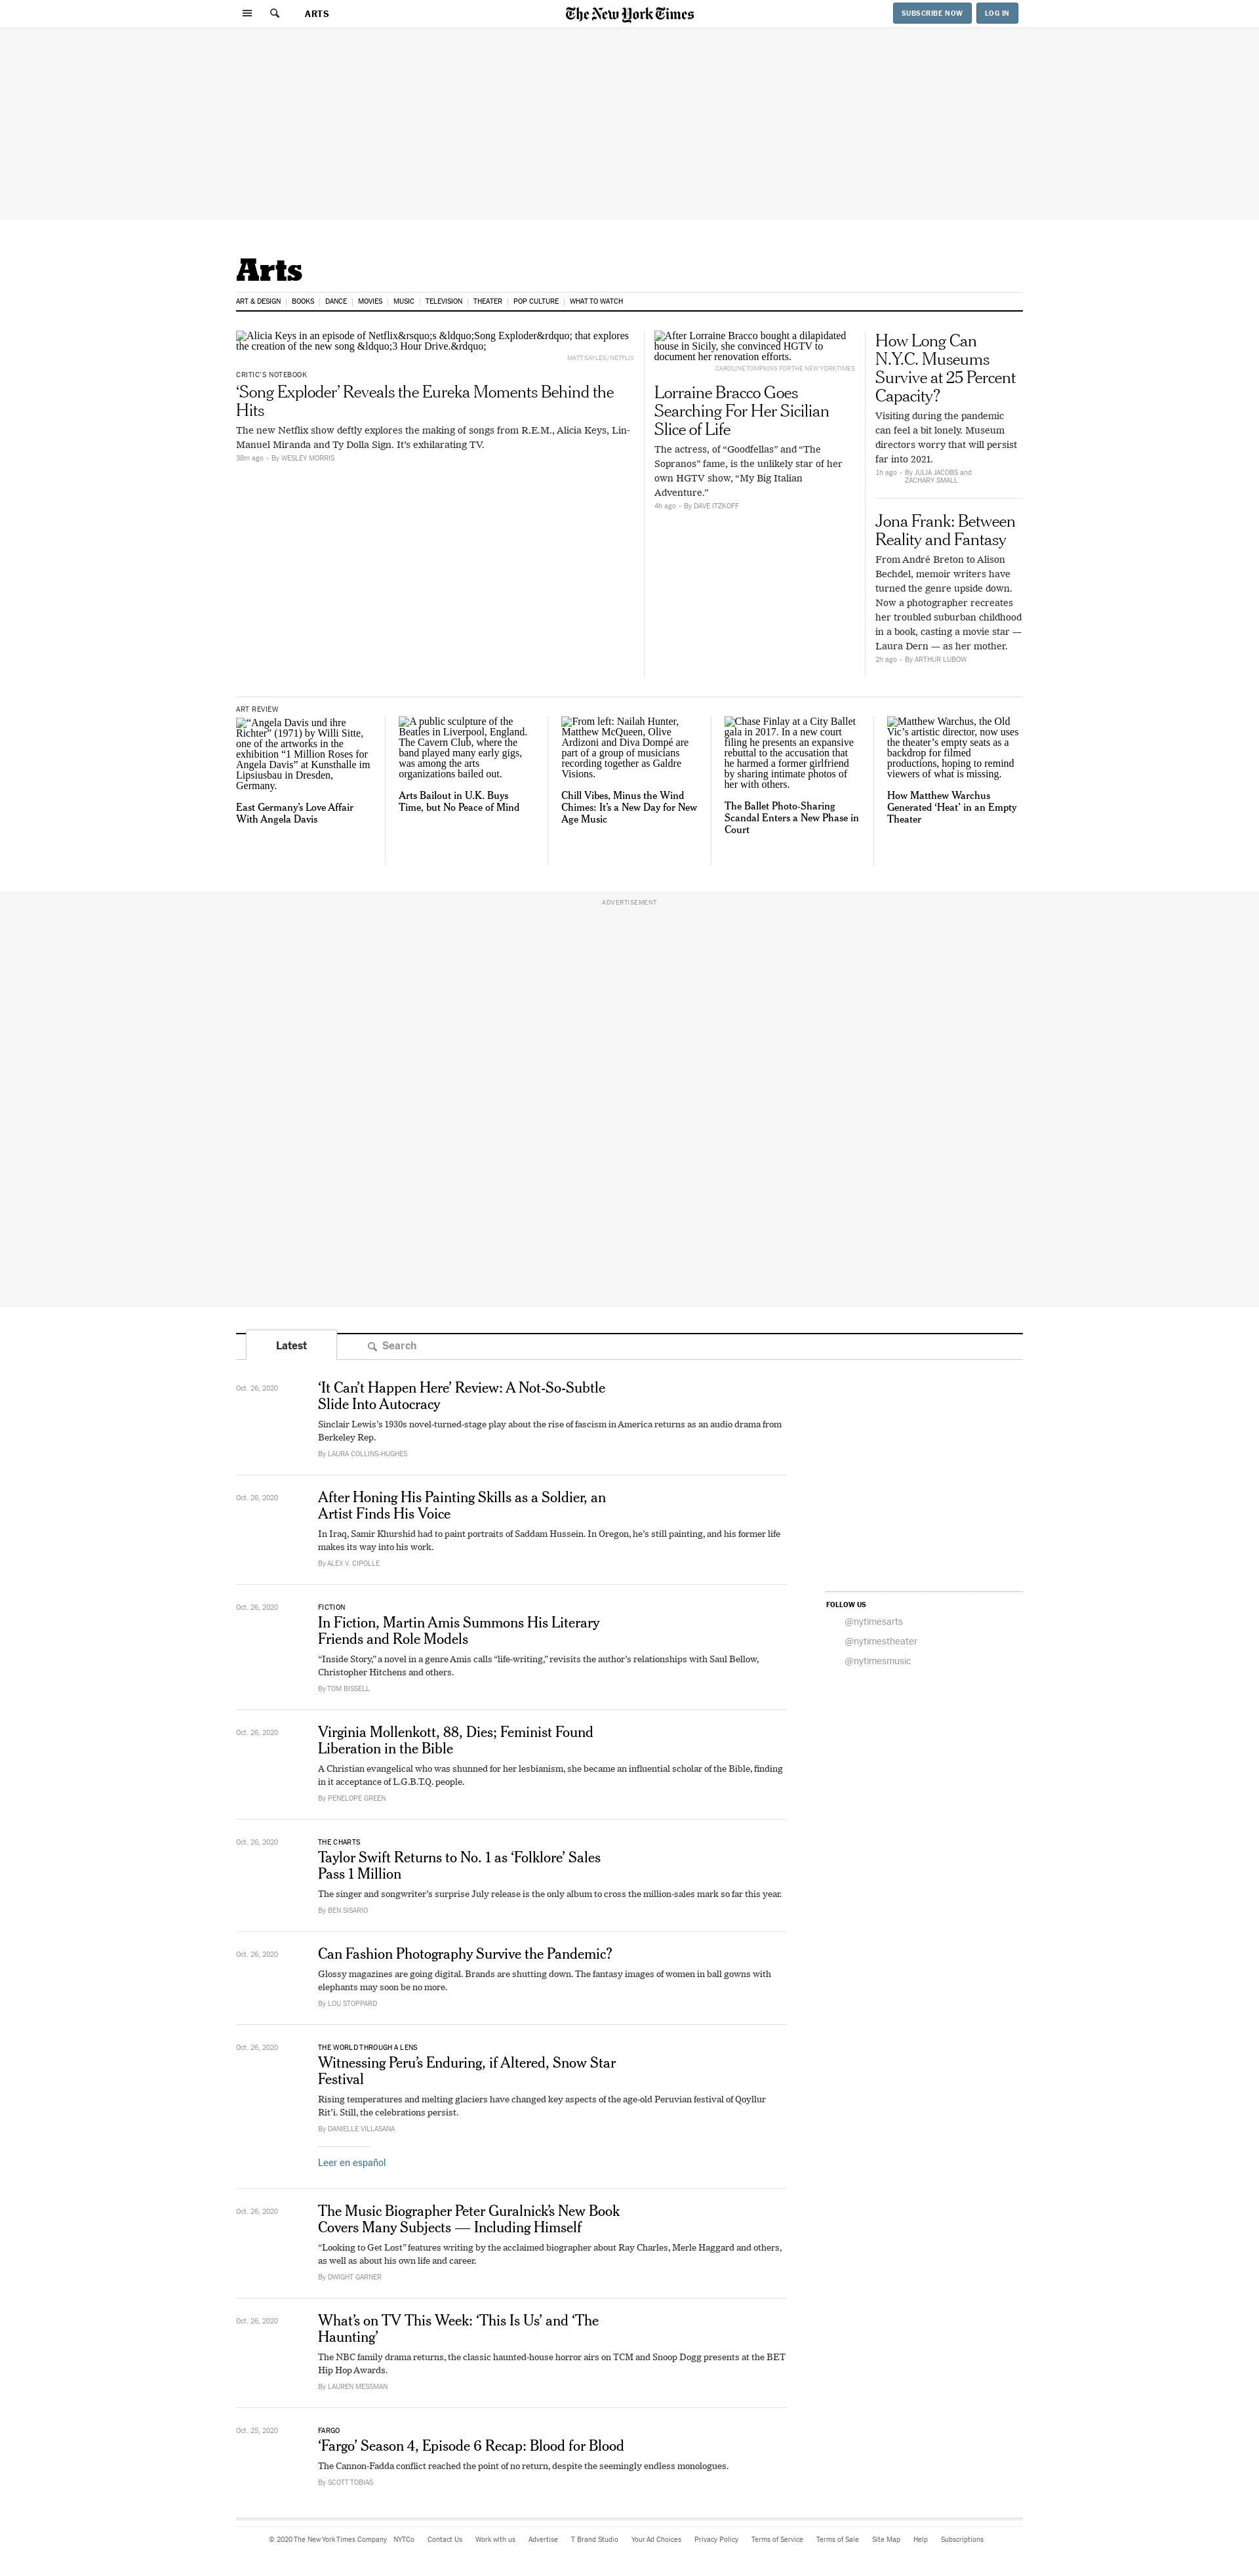 ARTS
The New York Times
SUBSCRIBE NOW
LOG IN
Arts
ART & DESIGN
BOOKS
DANCE
MOVIES
MUSIC
TELEVISION
THEATER
POP CULTURE
WHAT TO WATCH
Alicia Keys in an episode of Netflix&rsquo;s &ldquo;Song Exploder&rdquo; that explores
the creation of the new song &ldquo;3 Hour Drive.&rdquo;
MATT SAYLES/NETFLIX
CRITIC'S NOTEBOOK
‘Song Exploder’ Reveals the Eureka Moments Behind the
Hits
The new Netflix show deftly explores the making of songs from R.E.M., Alicia Keys, Lin-
Manuel Miranda and Ty Dolla Sign. It’s exhilarating TV.
38m ago
By WESLEY MORRIS
After Lorraine Bracco bought a dilapidated
house in Sicily, she convinced HGTV to
document her renovation efforts.
CAROLINE TOMPKINS FOR THE NEW YORK TIMES
Lorraine Bracco Goes
Searching For Her Sicilian
Slice of Life
The actress, of “Goodfellas” and “The
Sopranos” fame, is the unlikely star of her
own HGTV show, “My Big Italian
Adventure.”
4h ago
By DAVE ITZKOFF
How Long Can
N.Y.C. Museums
Survive at 25 Percent
Capacity?
Visiting during the pandemic
can feel a bit lonely. Museum
directors worry that will persist
far into 2021.
1h ago
By JULIA JACOBS and
ZACHARY SMALL
Jona Frank: Between
Reality and Fantasy
From André Breton to Alison
Bechdel, memoir writers have
turned the genre upside down.
Now a photographer recreates
her troubled suburban childhood
in a book, casting a movie star —
Laura Dern — as her mother.
2h ago
By ARTHUR LUBOW
ART REVIEW
“Angela Davis und ihre
Richter” (1971) by Willi Sitte,
one of the artworks in the
exhibition “1 Million Roses for
Angela Davis” at Kunsthalle im
Lipsiusbau in Dresden,
Germany.
East Germany’s Love Affair
With Angela Davis
A public sculpture of the
Beatles in Liverpool, England.
The Cavern Club, where the
band played many early gigs,
was among the arts
organizations bailed out.
Arts Bailout in U.K. Buys
Time, but No Peace of Mind
From left: Nailah Hunter,
Matthew McQueen, Olive
Ardizoni and Diva Dompé are
part of a group of musicians
recording together as Galdre
Visions.
Chill Vibes, Minus the Wind
Chimes: It’s a New Day for New
Age Music
Chase Finlay at a City Ballet
gala in 2017. In a new court
filing he presents an expansive
rebuttal to the accusation that
he harmed a former girlfriend
by sharing intimate photos of
her with others.
The Ballet Photo-Sharing
Scandal Enters a New Phase in
Court
Matthew Warchus, the Old
Vic’s artistic director, now uses
the theater’s empty seats as a
backdrop for filmed
productions, hoping to remind
viewers of what is missing.
How Matthew Warchus
Generated ‘Heat’ in an Empty
Theater
ADVERTISEMENT
Latest
Search
Oct. 26, 2020
‘It Can’t Happen Here’ Review: A Not-So-Subtle
Slide Into Autocracy
Sinclair Lewis’s 1930s novel-turned-stage play about the rise of fascism in America returns as an audio drama from
Berkeley Rep.
By LAURA COLLINS-HUGHES
Oct. 26, 2020
After Honing His Painting Skills as a Soldier, an
Artist Finds His Voice
In Iraq, Samir Khurshid had to paint portraits of Saddam Hussein. In Oregon, he’s still painting, and his former life
makes its way into his work.
By ALEX V. CIPOLLE
Oct. 26, 2020
FICTION
In Fiction, Martin Amis Summons His Literary
Friends and Role Models
“Inside Story,” a novel in a genre Amis calls “life-writing,” revisits the author’s relationships with Saul Bellow,
Christopher Hitchens and others.
By TOM BISSELL
FOLLOW US
@nytimesarts
@nytimestheater
@nytimesmusic
Oct. 26, 2020
Virginia Mollenkott, 88, Dies; Feminist Found
Liberation in the Bible
A Christian evangelical who was shunned for her lesbianism, she became an influential scholar of the Bible, finding
in it acceptance of L.G.B.T.Q. people.
By PENELOPE GREEN
Oct. 26, 2020
THE CHARTS
Taylor Swift Returns to No. 1 as ‘Folklore’ Sales
Pass 1 Million
The singer and songwriter’s surprise July release is the only album to cross the million-sales mark so far this year.
By BEN SISARIO
Oct. 26, 2020
Can Fashion Photography Survive the Pandemic?
Glossy magazines are going digital. Brands are shutting down. The fantasy images of women in ball gowns with
elephants may soon be no more.
By LOU STOPPARD
Oct. 26, 2020
THE WORLD THROUGH A LENS
Witnessing Peru’s Enduring, if Altered, Snow Star
Festival
Rising temperatures and melting glaciers have changed key aspects of the age-old Peruvian festival of Qoyllur
Rit’i. Still, the celebrations persist.
By DANIELLE VILLASANA
Leer en español
Oct. 26, 2020
The Music Biographer Peter Guralnick’s New Book
Covers Many Subjects — Including Himself
“Looking to Get Lost” features writing by the acclaimed biographer about Ray Charles, Merle Haggard and others,
as well as about his own life and career.
By DWIGHT GARNER
Oct. 26, 2020
What’s on TV This Week: ‘This Is Us’ and ‘The
Haunting’
The NBC family drama returns, the classic haunted-house horror airs on TCM and Snoop Dogg presents at the BET
Hip Hop Awards.
By LAUREN MESSMAN
Oct. 25, 2020
FARGO
‘Fargo’ Season 4, Episode 6 Recap: Blood for Blood
The Cannon-Fadda conflict reached the point of no return, despite the seemingly endless monologues.
By SCOTT TOBIAS
© 2020 The New York Times Company
NYTCo
Contact Us
Work with us
Advertise
T Brand Studio
Your Ad Choices
Privacy Policy
Terms of Service
Terms of Sale
Site Map
Help
Subscriptions